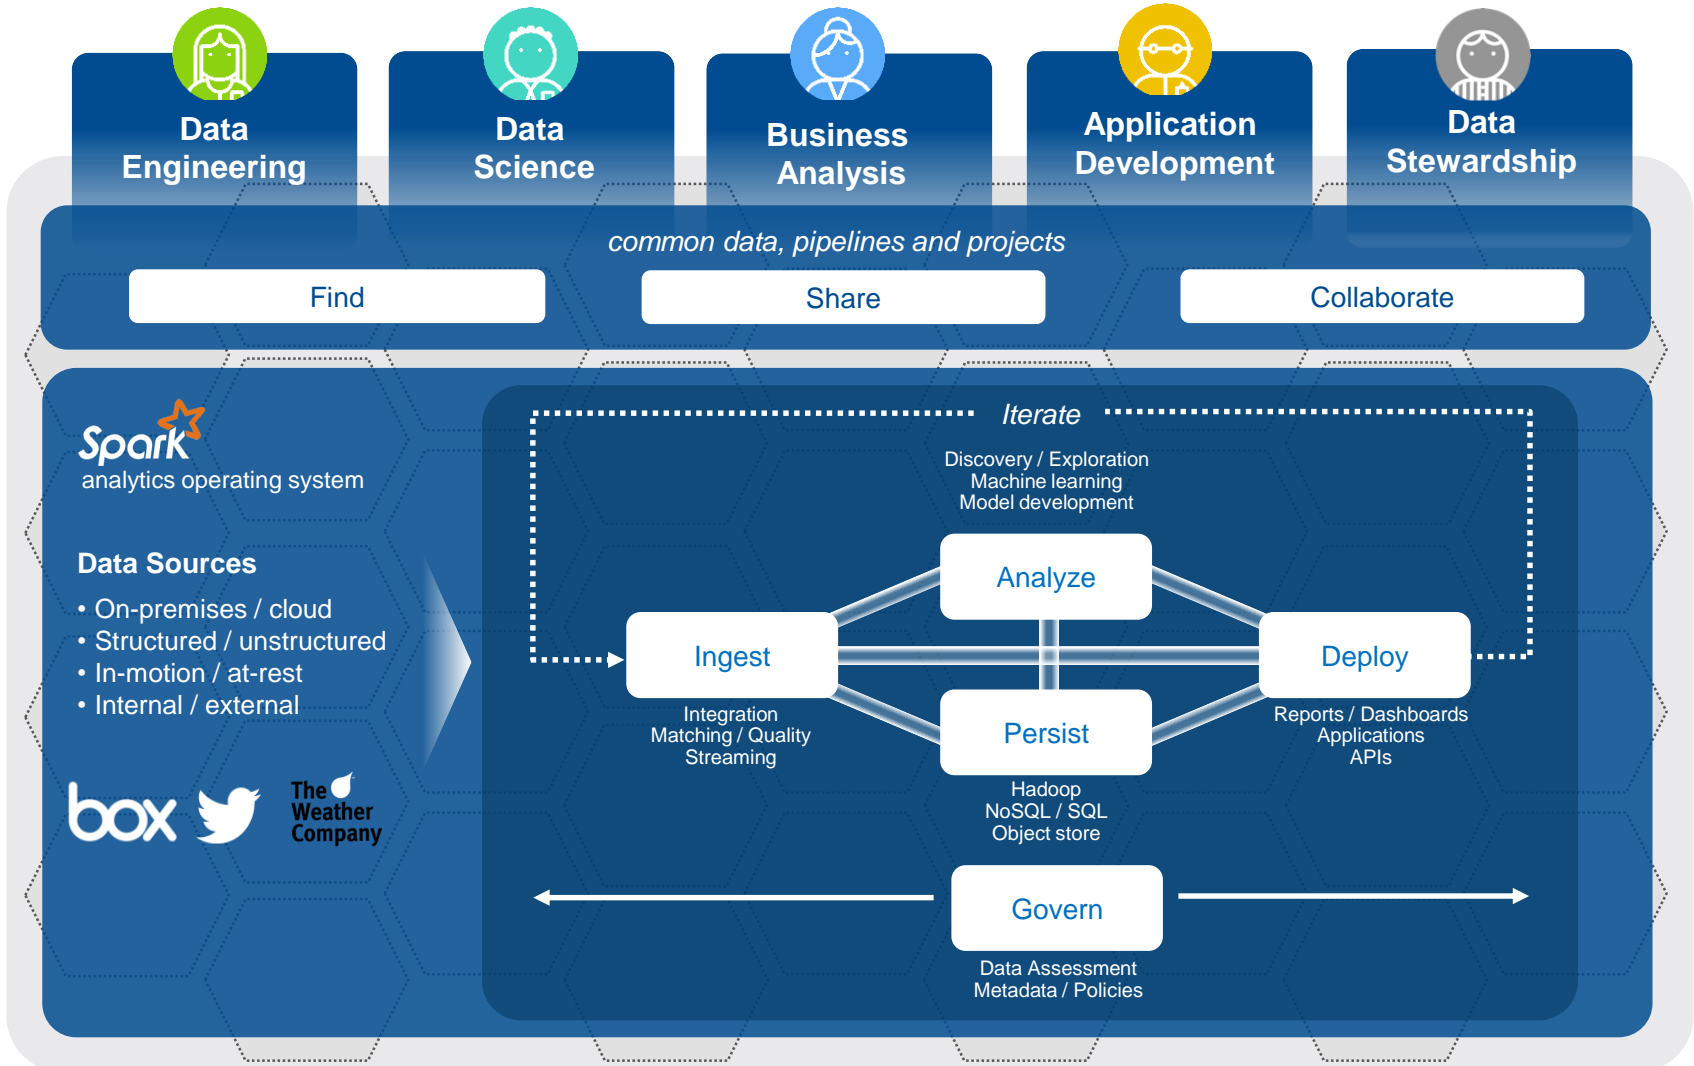 Data
Engineering
Data
Science
Business
Analysis
Application
Development
Data
Stewardship
common data, pipelines and projects
Find
Share
Collaborate
Spark
analytics operating system
Data Sources
• On-premises / cloud
• Structured / unstructured
• In-motion / at-rest
• Internal / external
box
The
Weather
Company
Iterate
Discovery / Exploration
Machine learning
Model development
Analyze
Ingest
Integration
Matching / Quality
Streaming
Deploy
Reports / Dashboards
Applications
APIs
Persist
Hadoop
NoSQL / SQL
Object store
Govern
Data Assessment
Metadata / Policies